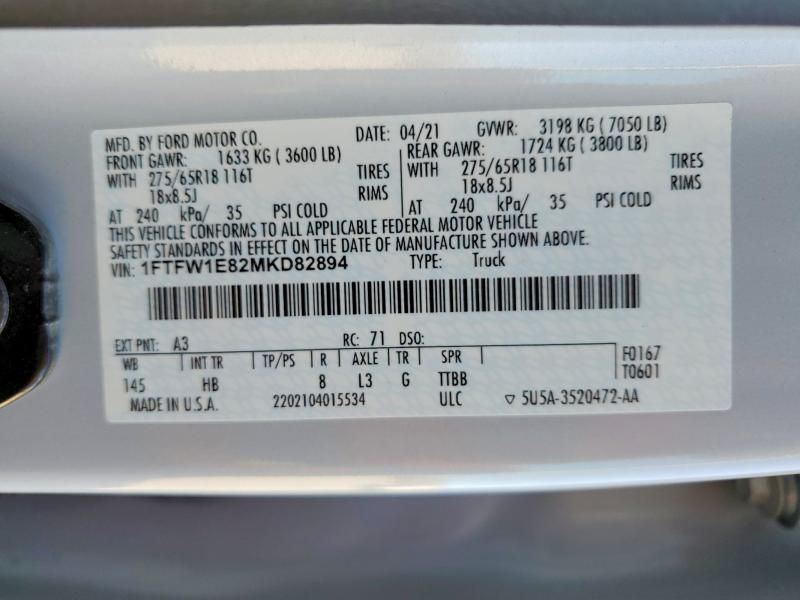 MFD. BY FORD MOTOR CO. DATE: 04/21 GVWR: 3198 KG ( 7050 LB)
FRONT GAWR: 1633 KG ( 3600 LB) REAR GAWR: 1724 KG ( 3800 LB)
WITH 275/65R18 116T TIRES WITH 275/65R18 116T TIRES
18x8.5J RIMS 18x8.5J RIMS
AT 240 kPa/ 35 PSI COLD AT 240 kPa/ 35 PSI COLD
THIS VEHICLE CONFORMS TO ALL APPLICABLE FEDERAL MOTOR VEHICLE
SAFETY STANDARDS IN EFFECT ON THE DATE OF MANUFACTURE SHOWN ABOVE.
VIN: 1FTFW1E82MKD82894 TYPE: Truck
EXT PNT: A3 RC: 71 DSO:
WB INT TR TP/PS R AXLE TR SPR F0167
145 HB 8 L3 G TTBB T0601
MADE IN U.S.A. 2202104015534 ULC ▽ 5U5A-3520472-AA